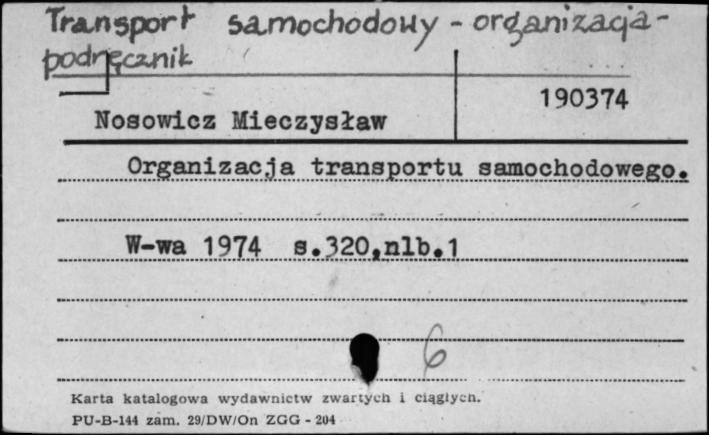 Transport samochodowy - organizacja -
podręcznik
190374
Nosowicz Mieczysław
Organizacja transportu samochodowego.
W-wa 1974 s.320,nlb.1
6
Karta katalogowa wydawnictw zwartych i ciągłych.
PU-B-144 zam. 29/DW/On ZGG - 204